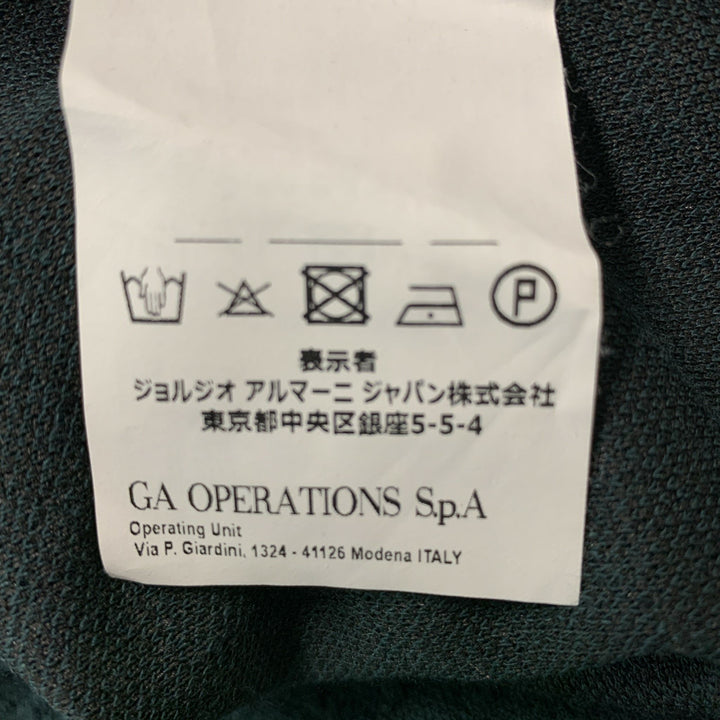 P
表示者
ジョルジオ アルマーニ ジャパン株式会社
東京都中央区銀座5-5-4
GA OPERATIONS S.p.A
Operating Unit
Via P. Giardini, 1324 - 41126 Modena ITALY